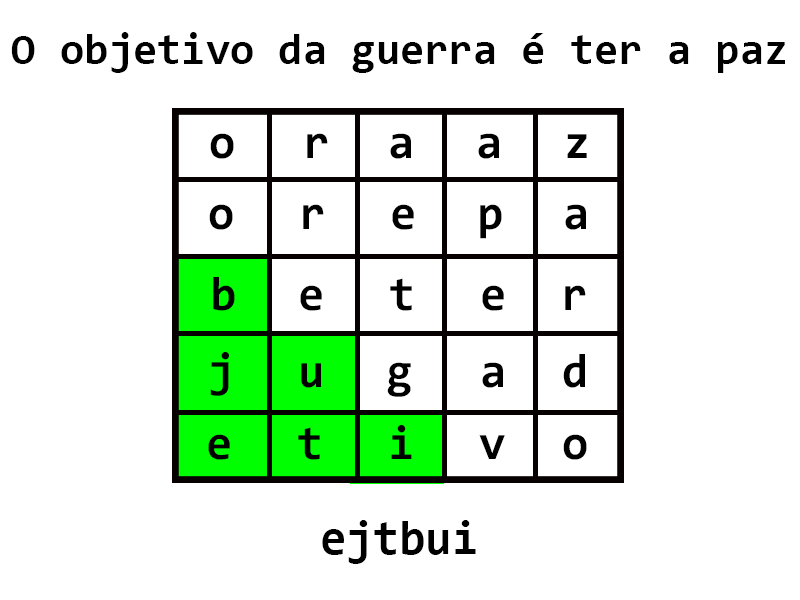 O objetivo da guerra é ter a paz
o r a a z
o r e p a
b e t e r
j u g a d
e t i v o
ejtbui